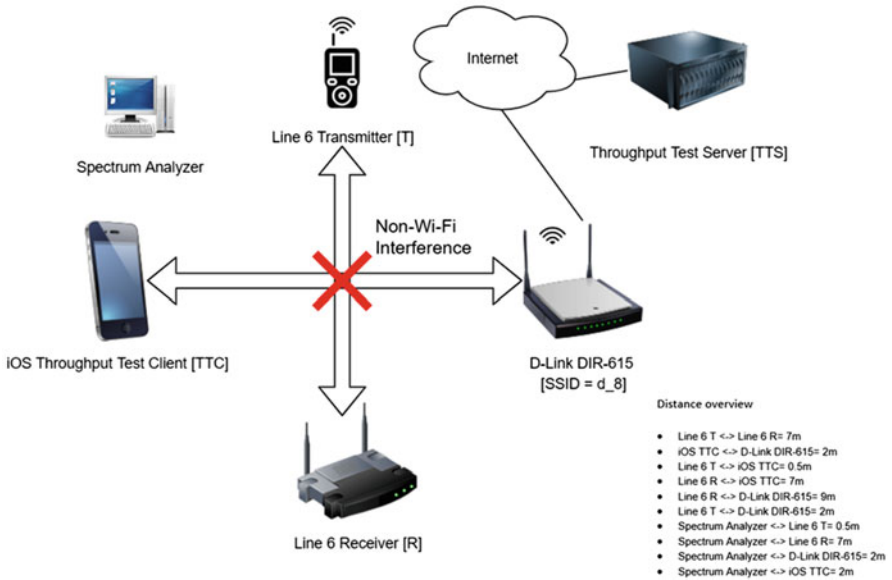 Internet
Line 6 Transmitter [T]
Throughput Test Server [TTS]
Spectrum Analyzer
Non-Wi-Fi
Interference
iOS Throughput Test Client [TTC]
D-Link DIR-615
[SSID = d_8]
Line 6 Receiver [R]
Distance overview
• Line 6 T <-> Line 6 R= 7m
• iOS TTC <-> D-Link DIR-615= 2m
• Line 6 T <-> iOS TTC= 0.5m
• Line 6 R <-> iOS TTC= 7m
• Line 6 R <-> D-Link DIR-615= 9m
• Line 6 T <-> D-Link DIR-615= 2m
• Spectrum Analyzer <-> Line 6 T= 0.5m
• Spectrum Analyzer <-> Line 6 R= 7m
• Spectrum Analyzer <-> D-Link DIR-615= 2m
• Spectrum Analyzer <-> iOS TTC= 2m